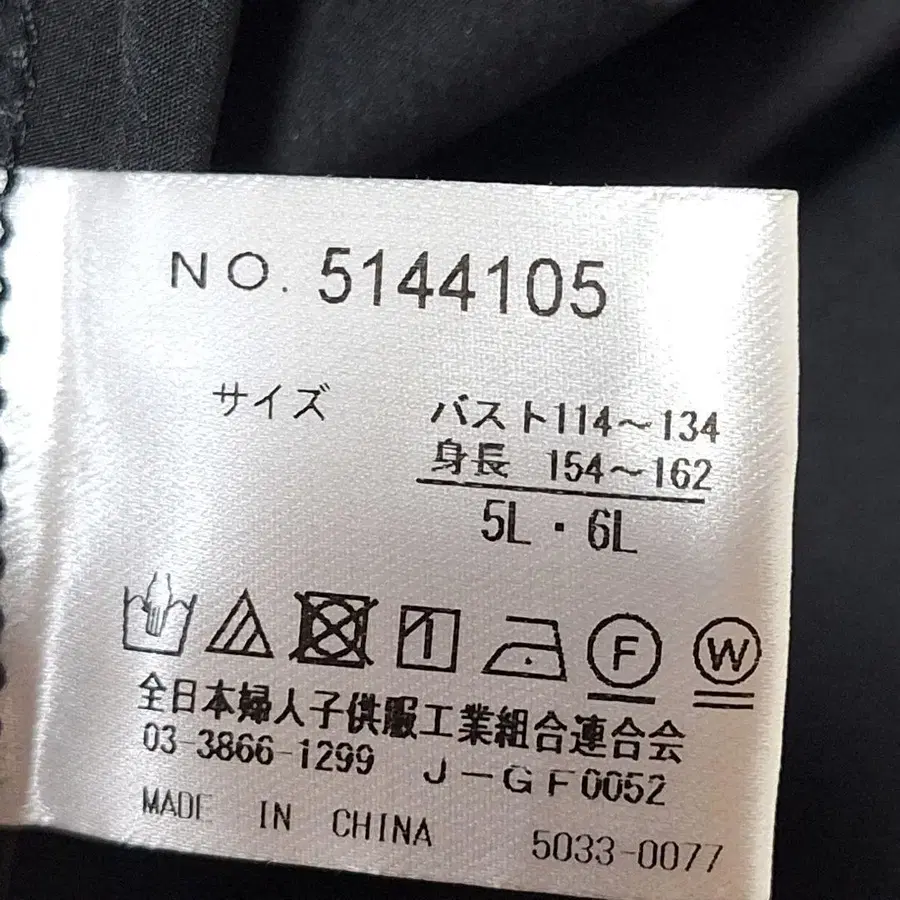 NO. 5144105
サイズ
バスト114～134
身長 154～162
5L・6L
F W
全日本婦人子供服工業組合連合会
03-3866-1299 J-GF0052
MADE IN CHINA 5033-0077